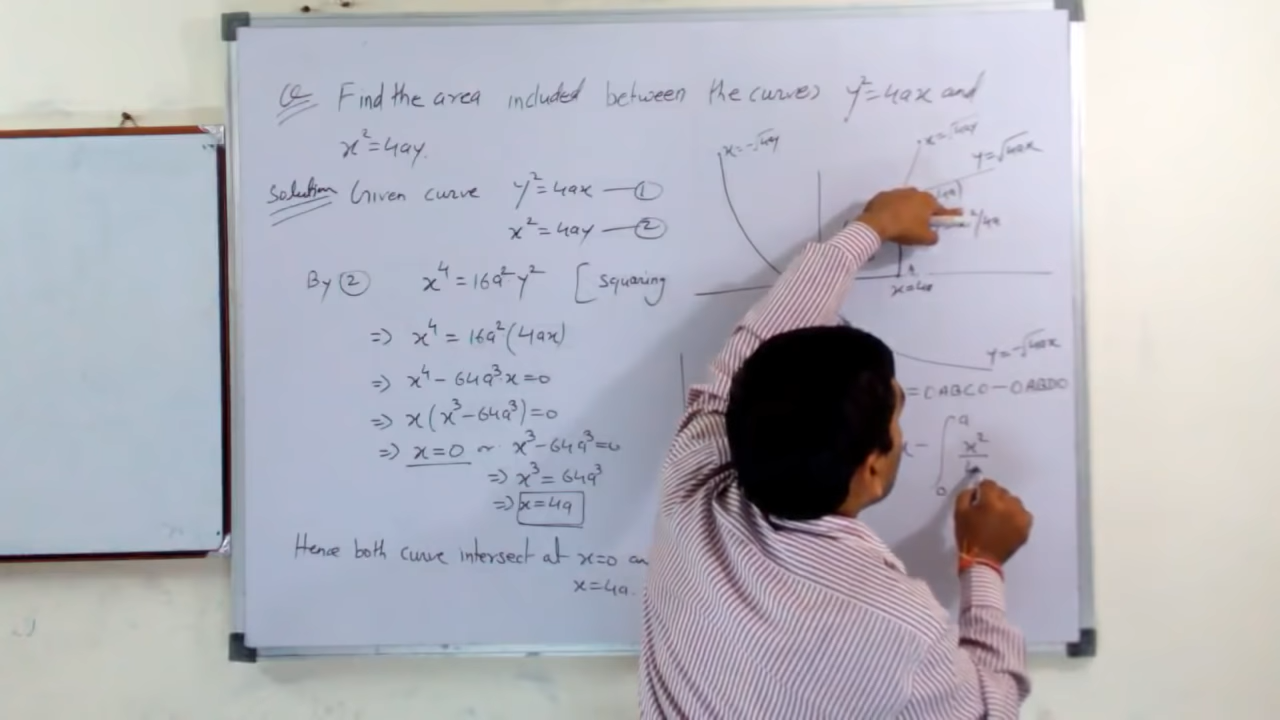 Q Find the area included between the curves y²=4ax and
x²=4ay.
Solution Given curve y²=4ax —①
x²=4ay —②
By ② x⁴=16a²y² [squaring
=> x⁴=16a²(4ax)
=> x⁴-64a³x=0
=> x(x³-64a³)=0
=> x=0 or x³-64a³=0
=> x³=64a³
=> x=4a
Hence both curve intersect at x=0
x=4a.
x=-√4ay
x=√4ay
y=√4ax
²/4a
A
x=4a
y=-√4ax
=OABCO-OABDO
- ∫ 0 a x²/